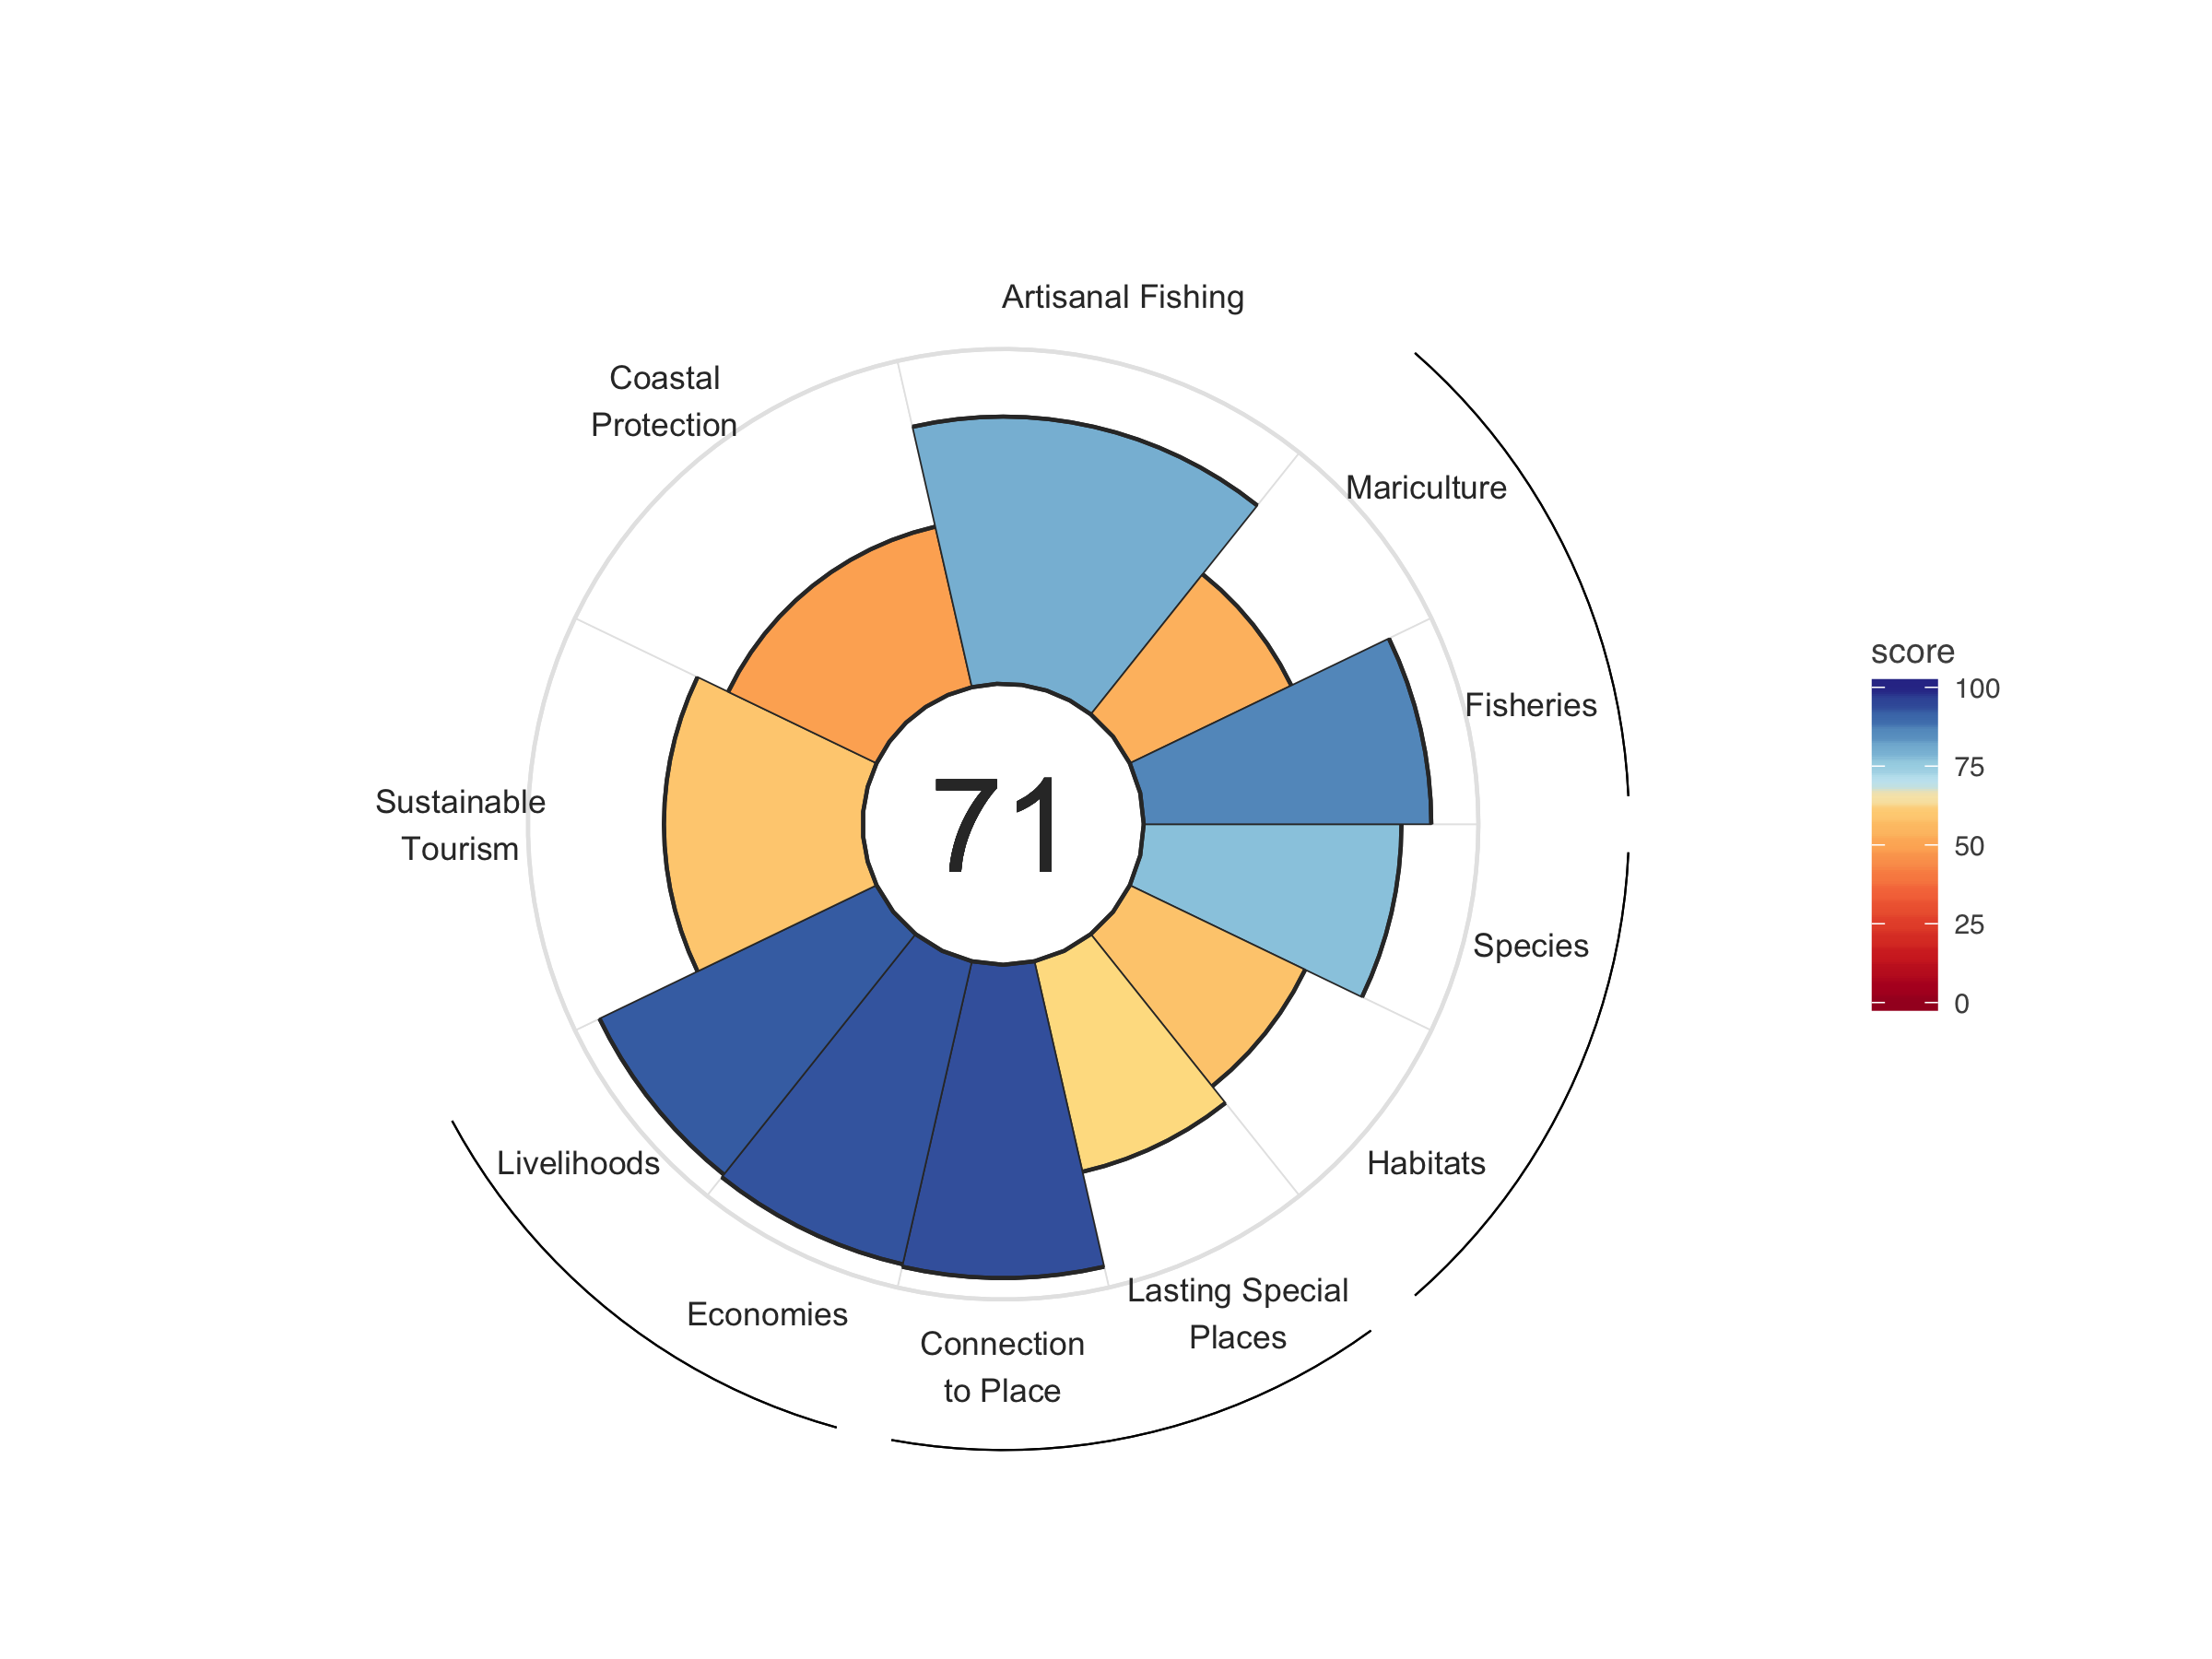 Artisanal Fishing
Coastal
Protection
Mariculture
Fisheries
Sustainable
Tourism
71
Species
Livelihoods
Habitats
Economies
Connection
to Place
Lasting Special
Places
score
100
75
50
25
0